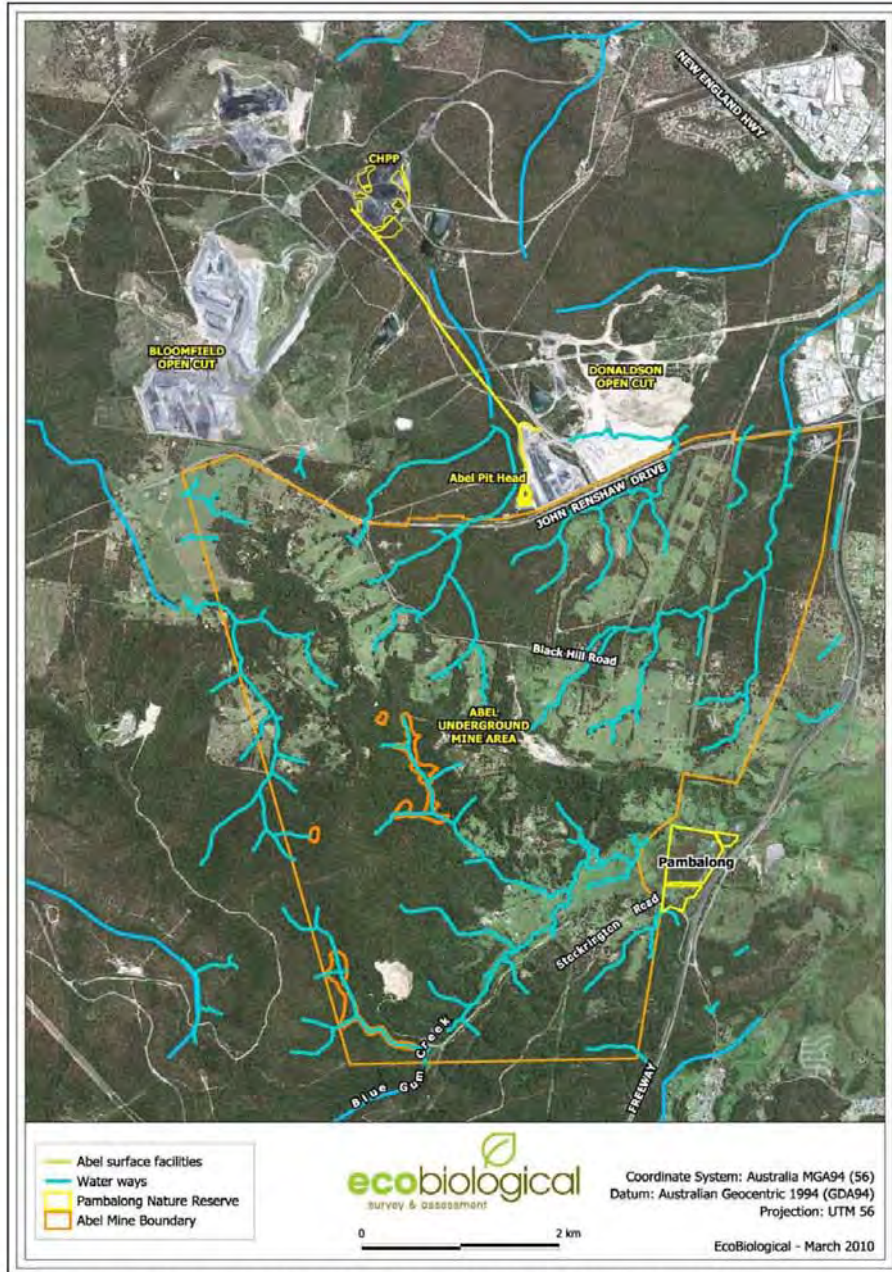 NEW ENGLAND HWY
CHPP
BLOOMFIELD
OPEN CUT
DONALDSON
OPEN CUT
Abel Pit Head
JOHN RENSHAW DRIVE
Black Hill Road
ABEL
UNDERGROUND
MINE AREA
Pambalong
Stockrington Road
Blue Gum Creek
FREEWAY
Abel surface facilities
Water ways
Pambalong Nature Reserve
Abel Mine Boundary
ecobiological
survey & assessment
0 2 km
Coordinate System: Australia MGA94 (56)
Datum: Australian Geocentric 1994 (GDA94)
Projection: UTM 56
EcoBiological - March 2010